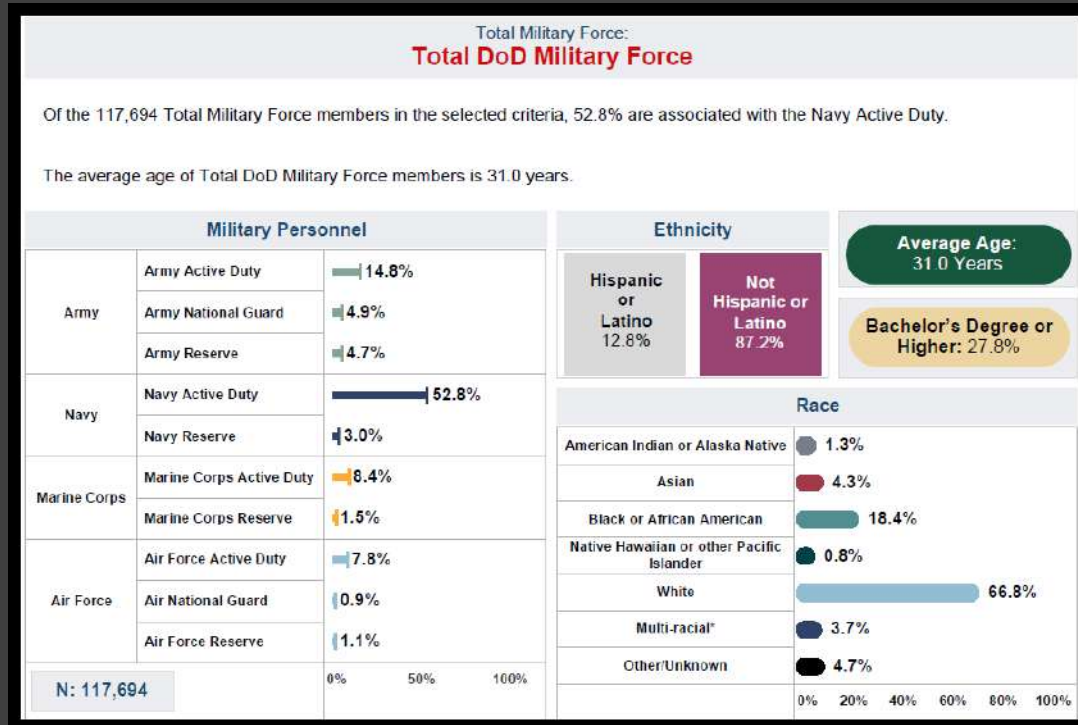 Total Military Force:
Total DoD Military Force
Of the 117,694 Total Military Force members in the selected criteria, 52.8% are associated with the Navy Active Duty.
The average age of Total DoD Military Force members is 31.0 years.
Military Personnel
Army
Army Active Duty 14.8%
Army National Guard 4.9%
Army Reserve 4.7%
Navy
Navy Active Duty 52.8%
Navy Reserve 3.0%
Marine Corps
Marine Corps Active Duty 8.4%
Marine Corps Reserve 1.5%
Air Force
Air Force Active Duty 7.8%
Air National Guard 0.9%
Air Force Reserve 1.1%
0% 50% 100%
N: 117,694
Ethnicity
Hispanic
or
Latino
12.8%
Not
Hispanic or
Latino
87.2%
Average Age:
31.0 Years
Bachelor's Degree or
Higher: 27.8%
Race
American Indian or Alaska Native 1.3%
Asian 4.3%
Black or African American 18.4%
Native Hawaiian or other Pacific
Islander 0.8%
White 66.8%
Multi-racial* 3.7%
Other/Unknown 4.7%
0% 20% 40% 60% 80% 100%